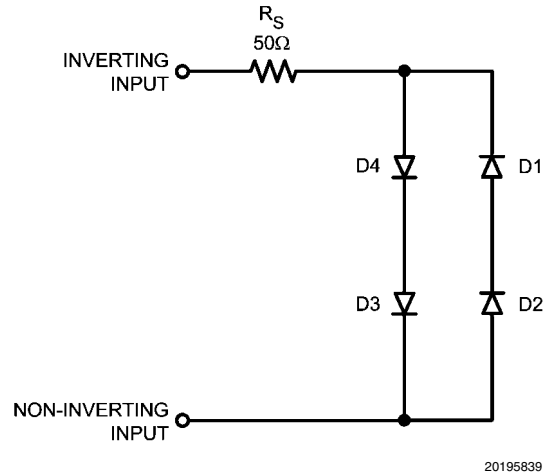 R_S
50Ω
INVERTING
INPUT
D4
D1
D3
D2
NON-INVERTING
INPUT
20195839